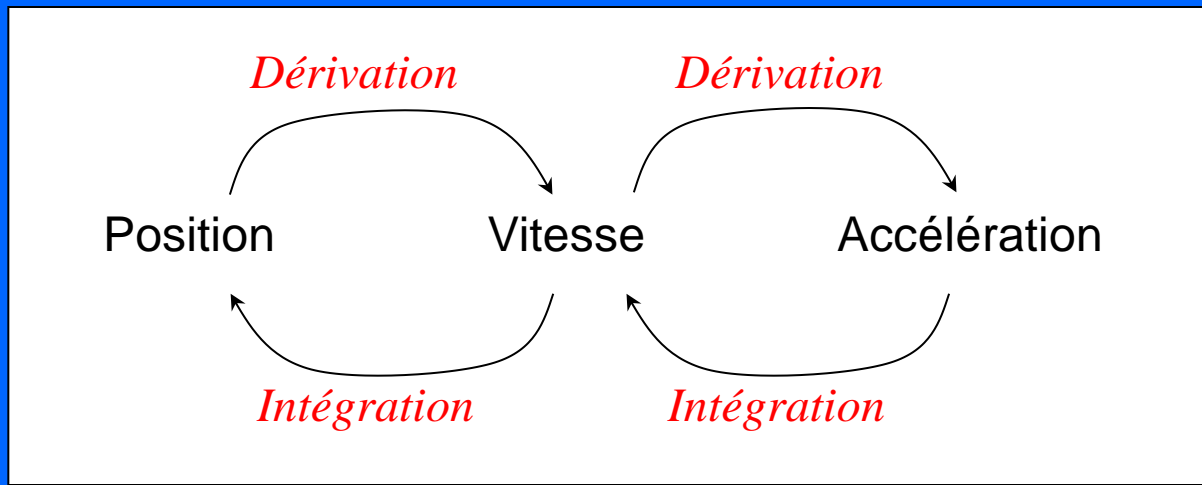 Dérivation Dérivation
Position Vitesse Accélération
Intégration Intégration